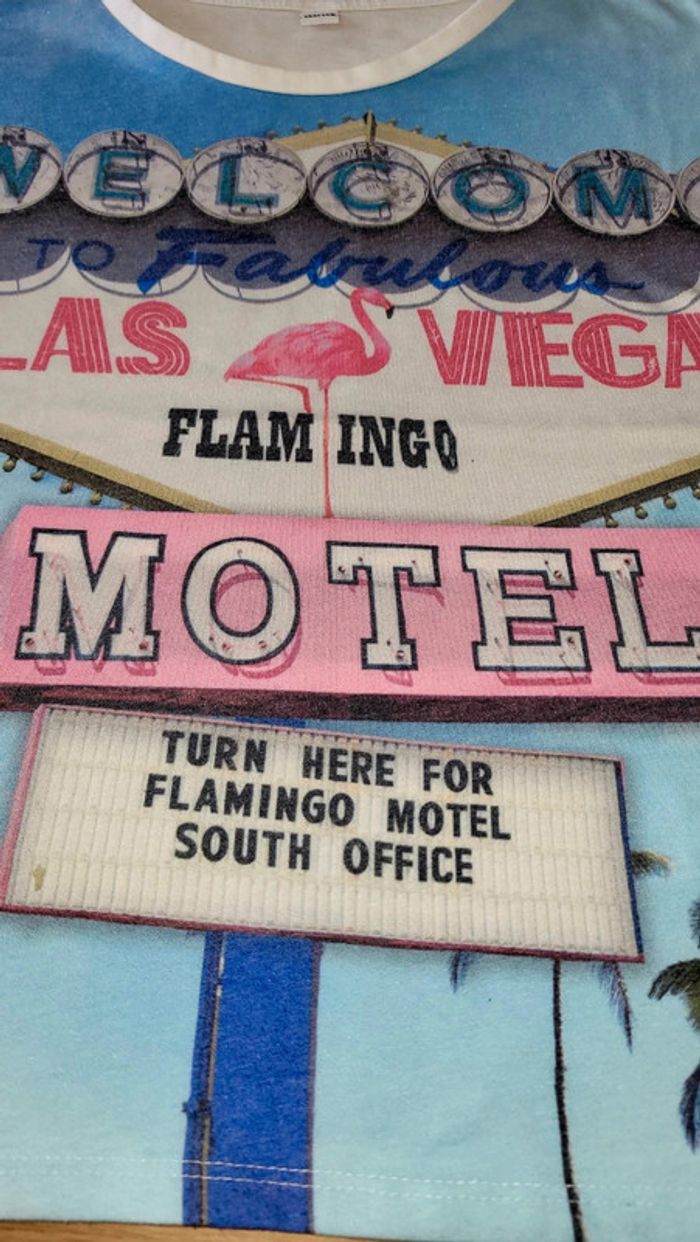 WELCOM
TO Fabulous
LAS VEGA
FLAMINGO
MOTEL
TURN HERE FOR
FLAMINGO MOTEL
SOUTH OFFICE